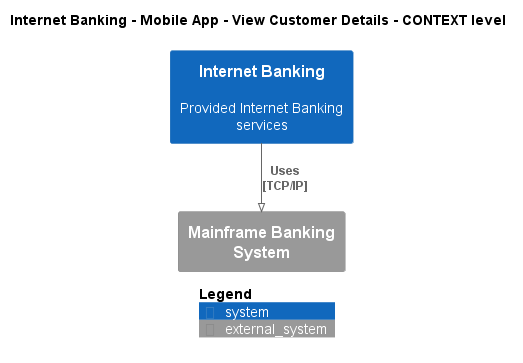 Internet Banking - Mobile App - View Customer Details - CONTEXT level
Internet Banking
Provided Internet Banking
services
Uses
[TCP/IP]
Mainframe Banking
System
Legend
system
external_system